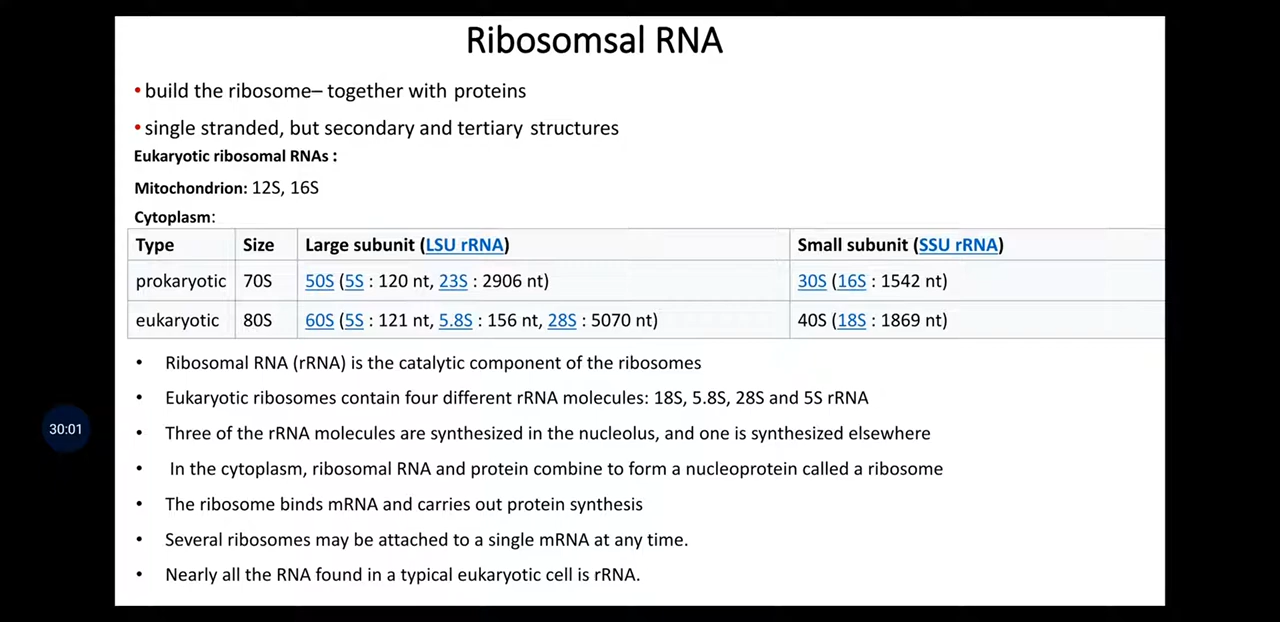 Ribosomsal RNA
•build the ribosome– together with proteins
•single stranded, but secondary and tertiary structures
Eukaryotic ribosomal RNAs :
Mitochondrion: 12S, 16S
Cytoplasm:
Type Size Large subunit (LSU rRNA) Small subunit (SSU rRNA)
prokaryotic 70S 50S (5S : 120 nt, 23S : 2906 nt) 30S (16S : 1542 nt)
eukaryotic 80S 60S (5S : 121 nt, 5.8S : 156 nt, 28S : 5070 nt) 40S (18S : 1869 nt)
• Ribosomal RNA (rRNA) is the catalytic component of the ribosomes
• Eukaryotic ribosomes contain four different rRNA molecules: 18S, 5.8S, 28S and 5S rRNA
• Three of the rRNA molecules are synthesized in the nucleolus, and one is synthesized elsewhere
30:01
• In the cytoplasm, ribosomal RNA and protein combine to form a nucleoprotein called a ribosome
• The ribosome binds mRNA and carries out protein synthesis
• Several ribosomes may be attached to a single mRNA at any time.
• Nearly all the RNA found in a typical eukaryotic cell is rRNA.